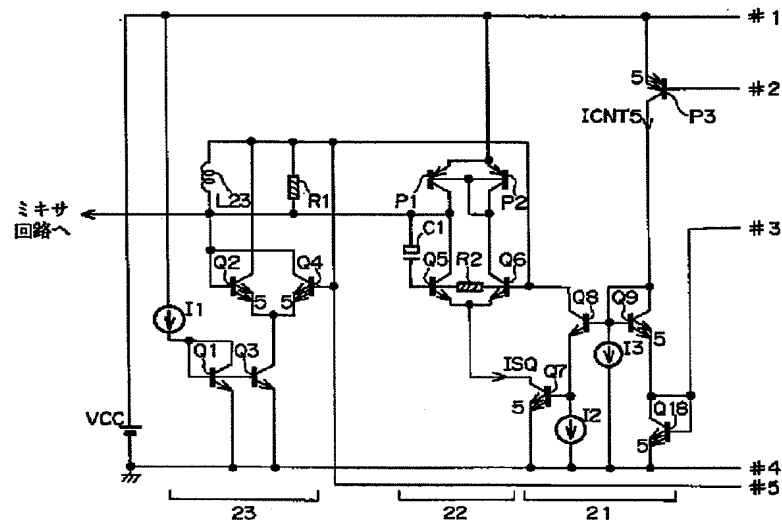 #1
5
#2
ICNT5
P3
L23
R1
P1
P2
ミキサ
回路へ
C1
#3
Q2
Q4
Q5
R2
Q6
5
5
Q8
Q9
I1
I3
5
Q1
Q3
ISQ
Q7
VCC
5
I2
Q18
5
#4
#5
23
22
21